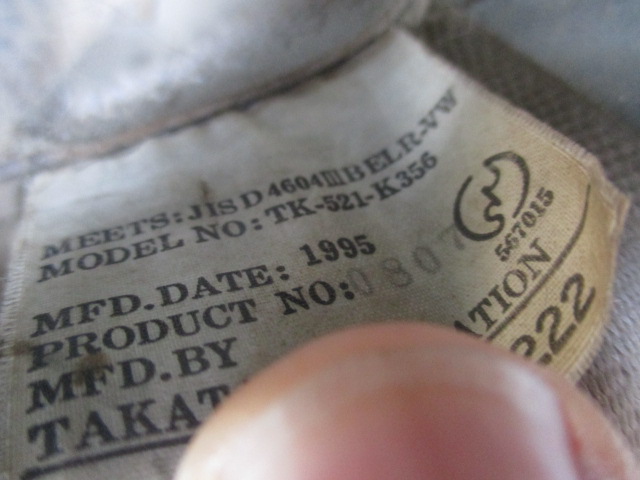 MEETS: JIS D 4604 III BELR-VW
MODEL NO: TK-521-K356
567015
MFD. DATE: 1995
PRODUCT NO: 0807
MFD. BY
TAKAT
ATION
222